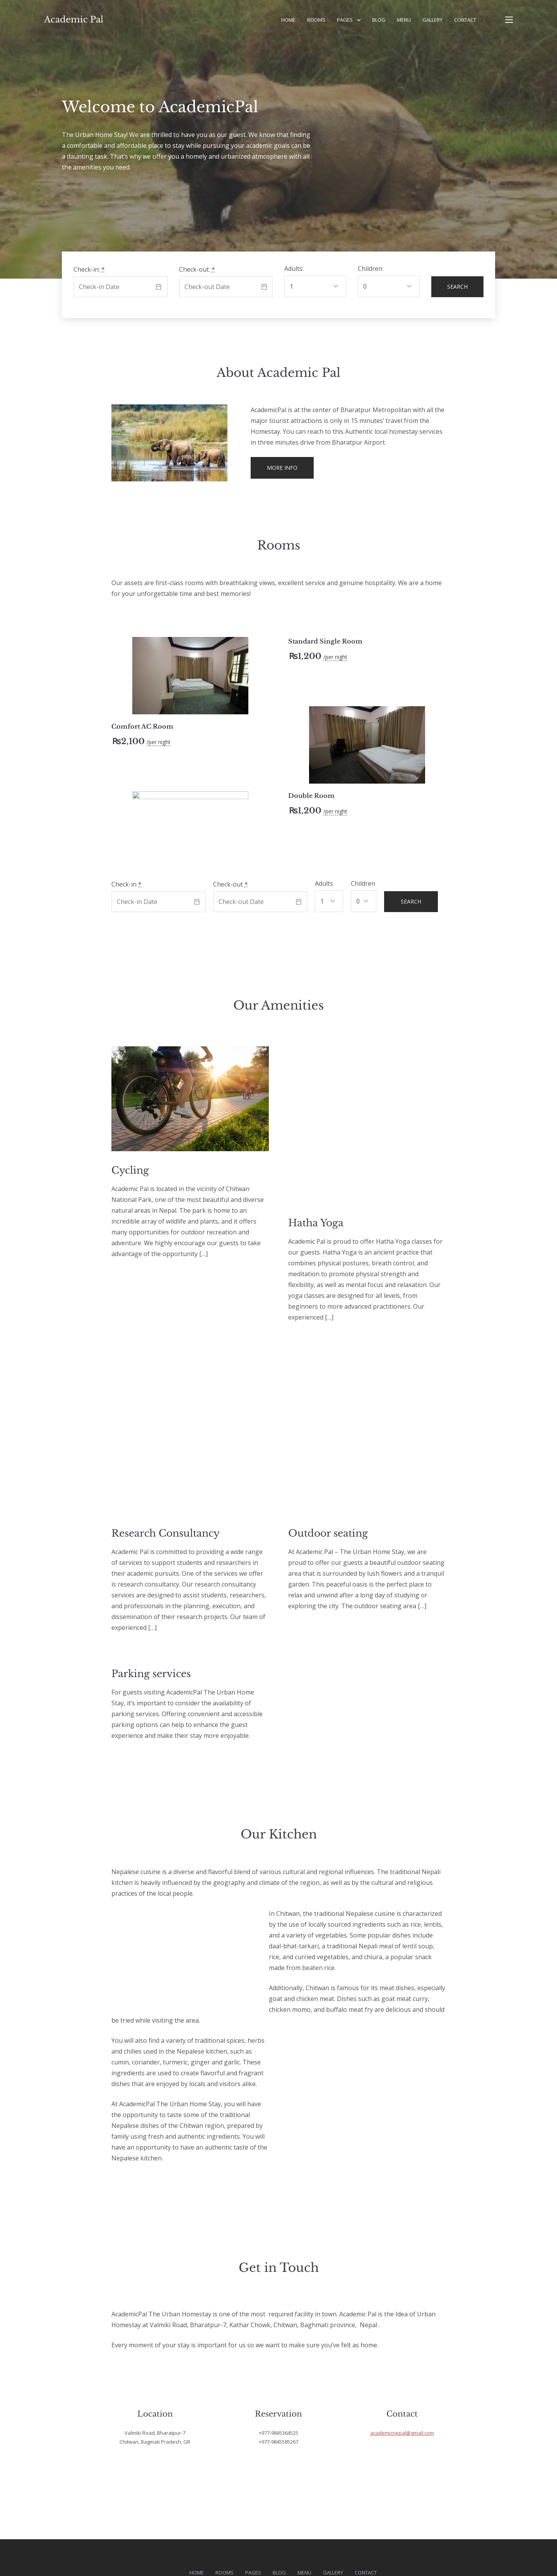 Academic Pal
HOME
ROOMS
PAGES
BLOG
MENU
GALLERY
CONTACT
Welcome to AcademicPal
The Urban Home Stay! We are thrilled to have you as our guest. We know that finding
a comfortable and affordable place to stay while pursuing your academic goals can be
a daunting task. That’s why we offer you a homely and urbanized atmosphere with all
the amenities you need.
Check-in: *
Check-in Date
Check-out: *
Check-out Date
Adults:
1
Children:
0
SEARCH
About Academic Pal
AcademicPal is at the center of Bharatpur Metropolitan with all the
major tourist attractions is only in 15 minutes’ travel from the
Homestay. You can reach to this Authentic local homestay services
in three minutes drive from Bharatpur Airport.
MORE INFO
Rooms
Our assets are first-class rooms with breathtaking views, excellent service and genuine hospitality. We are a home
for your unforgettable time and best memories!
Comfort AC Room
₨2,100 /per night
Standard Single Room
₨1,200 /per night
Double Room
₨1,200 /per night
Check-in *
Check-in Date
Check-out *
Check-out Date
Adults
1
Children
0
SEARCH
Our Amenities
Cycling
Academic Pal is located in the vicinity of Chitwan
National Park, one of the most beautiful and diverse
natural areas in Nepal. The park is home to an
incredible array of wildlife and plants, and it offers
many opportunities for outdoor recreation and
adventure. We highly encourage our guests to take
advantage of the opportunity […]
Hatha Yoga
Academic Pal is proud to offer Hatha Yoga classes for
our guests. Hatha Yoga is an ancient practice that
combines physical postures, breath control, and
meditation to promote physical strength and
flexibility, as well as mental focus and relaxation. Our
yoga classes are designed for all levels, from
beginners to more advanced practitioners. Our
experienced […]
Research Consultancy
Academic Pal is committed to providing a wide range
of services to support students and researchers in
their academic pursuits. One of the services we offer
is research consultancy. Our research consultancy
services are designed to assist students, researchers,
and professionals in the planning, execution, and
dissemination of their research projects. Our team of
experienced […]
Outdoor seating
At Academic Pal – The Urban Home Stay, we are
proud to offer our guests a beautiful outdoor seating
area that is surrounded by lush flowers and a tranquil
garden. This peaceful oasis is the perfect place to
relax and unwind after a long day of studying or
exploring the city. The outdoor seating area […]
Parking services
For guests visiting AcademicPal The Urban Home
Stay, it’s important to consider the availability of
parking services. Offering convenient and accessible
parking options can help to enhance the guest
experience and make their stay more enjoyable.
Our Kitchen
Nepalese cuisine is a diverse and flavorful blend of various cultural and regional influences. The traditional Nepali
kitchen is heavily influenced by the geography and climate of the region, as well as by the cultural and religious
practices of the local people.
In Chitwan, the traditional Nepalese cuisine is characterized
by the use of locally sourced ingredients such as rice, lentils,
and a variety of vegetables. Some popular dishes include
daal-bhat-tarkari, a traditional Nepali meal of lentil soup,
rice, and curried vegetables, and chiura, a popular snack
made from beaten rice.
Additionally, Chitwan is famous for its meat dishes, especially
goat and chicken meat. Dishes such as goat meat curry,
chicken momo, and buffalo meat fry are delicious and should
be tried while visiting the area.
You will also find a variety of traditional spices, herbs
and chilies used in the Nepalese kitchen, such as
cumin, coriander, turmeric, ginger and garlic. These
ingredients are used to create flavorful and fragrant
dishes that are enjoyed by locals and visitors alike.
At AcademicPal The Urban Home Stay, you will have
the opportunity to taste some of the traditional
Nepalese dishes of the Chitwan region, prepared by
family using fresh and authentic ingredients. You will
have an opportunity to have an authentic taste of the
Nepalese kitchen.
Get in Touch
AcademicPal The Urban Homestay is one of the most  required facility in town. Academic Pal is the Idea of Urban
Homestay at Valmiki Road, Bharatpur-7, Kathar Chowk, Chitwan, Baghmati province,  Nepal .
Every moment of your stay is important for us so we want to make sure you’ve felt as home.
Location
Valmiki Road, Bharatpur-7
Chitwan, Bagmati Pradesh, GR
Reservation
+977-9845364525
+977-9845585267
Contact
academicnepal@gmail.com
HOME
ROOMS
PAGES
BLOG
MENU
GALLERY
CONTACT